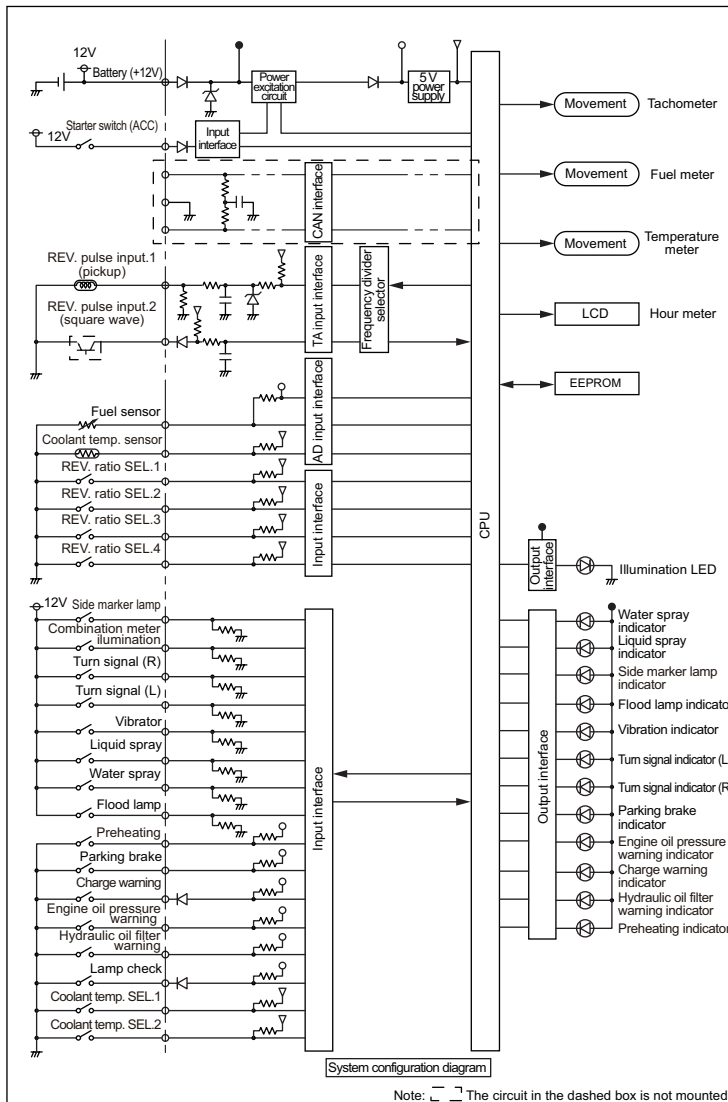 12V
Battery (+12V)
Power
excitation
circuit
5 V
power
supply
12V
Starter switch (ACC)
Input
interface
CAN interface
REV. pulse input.1
(pickup)
REV. pulse input.2
(square wave)
TA input interface
Frequency divider
selector
Fuel sensor
Coolant temp. sensor
AD input interface
REV. ratio SEL.1
REV. ratio SEL.2
REV. ratio SEL.3
REV. ratio SEL.4
Input interface
CPU
Movement
Tachometer
Movement
Fuel meter
Movement
Temperature
meter
LCD
Hour meter
EEPROM
Output
interface
Illumination LED
12V
Side marker lamp
Combination meter
ilumination
Turn signal (R)
Turn signal (L)
Vibrator
Liquid spray
Water spray
Flood lamp
Preheating
Parking brake
Charge warning
Engine oil pressure
warning
Hydraulic oil filter
warning
Lamp check
Coolant temp. SEL.1
Coolant temp. SEL.2
Input interface
Output interface
Water spray
indicator
Liquid spray
indicator
Side marker lamp
indicator
Flood lamp indicator
Vibration indicator
Turn signal indicator (L
Turn signal indicator (R
Parking brake
indicator
Engine oil pressure
warning indicator
Charge warning
indicator
Hydraulic oil filter
warning indicator
Preheating indicator
System configuration diagram
Note: The circuit in the dashed box is not mounted